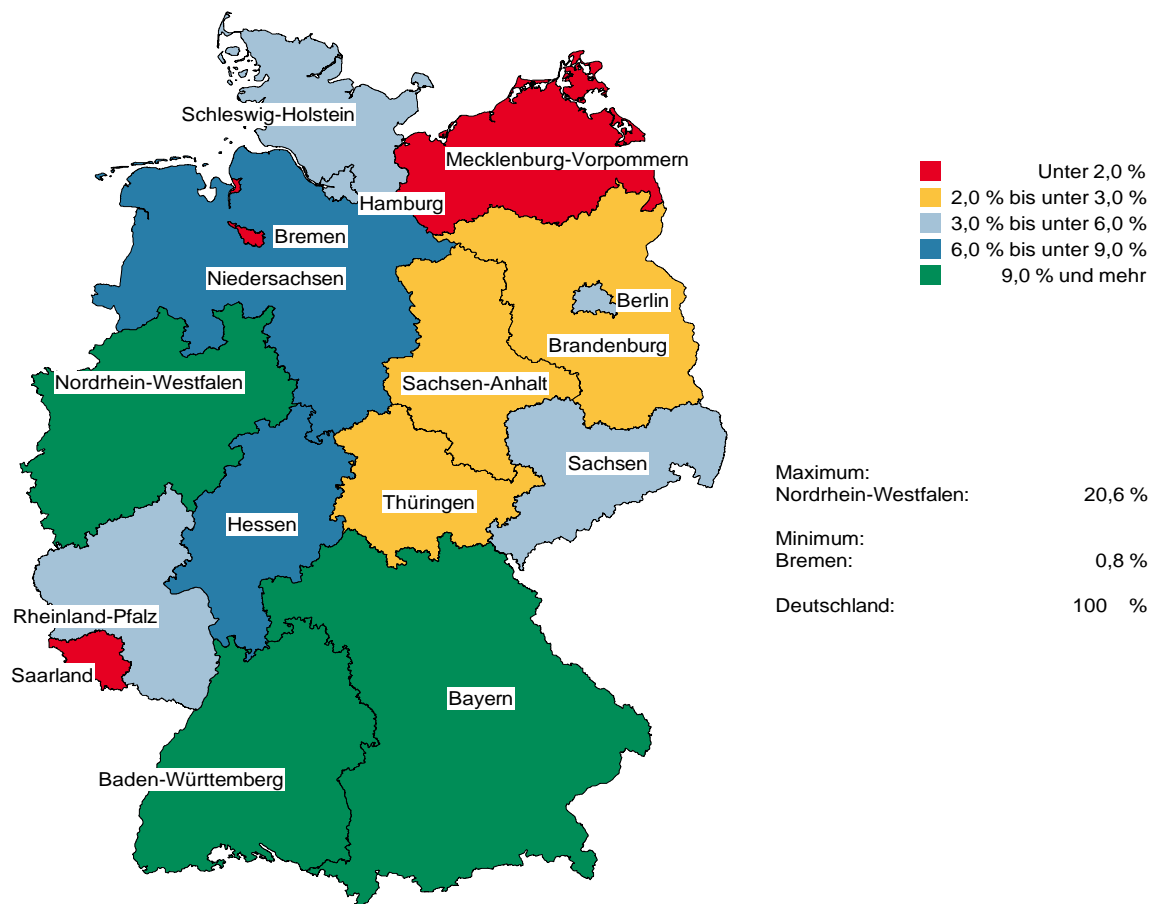 Schleswig-Holstein
Mecklenburg-Vorpommern
Hamburg
Bremen
Niedersachsen
Berlin
Brandenburg
Nordrhein-Westfalen
Sachsen-Anhalt
Sachsen
Thüringen
Hessen
Rheinland-Pfalz
Saarland
Bayern
Baden-Württemberg
Unter 2,0 %
2,0 % bis unter 3,0 %
3,0 % bis unter 6,0 %
6,0 % bis unter 9,0 %
9,0 % und mehr
Maximum:
Nordrhein-Westfalen: 20,6 %
Minimum:
Bremen: 0,8 %
Deutschland: 100 %